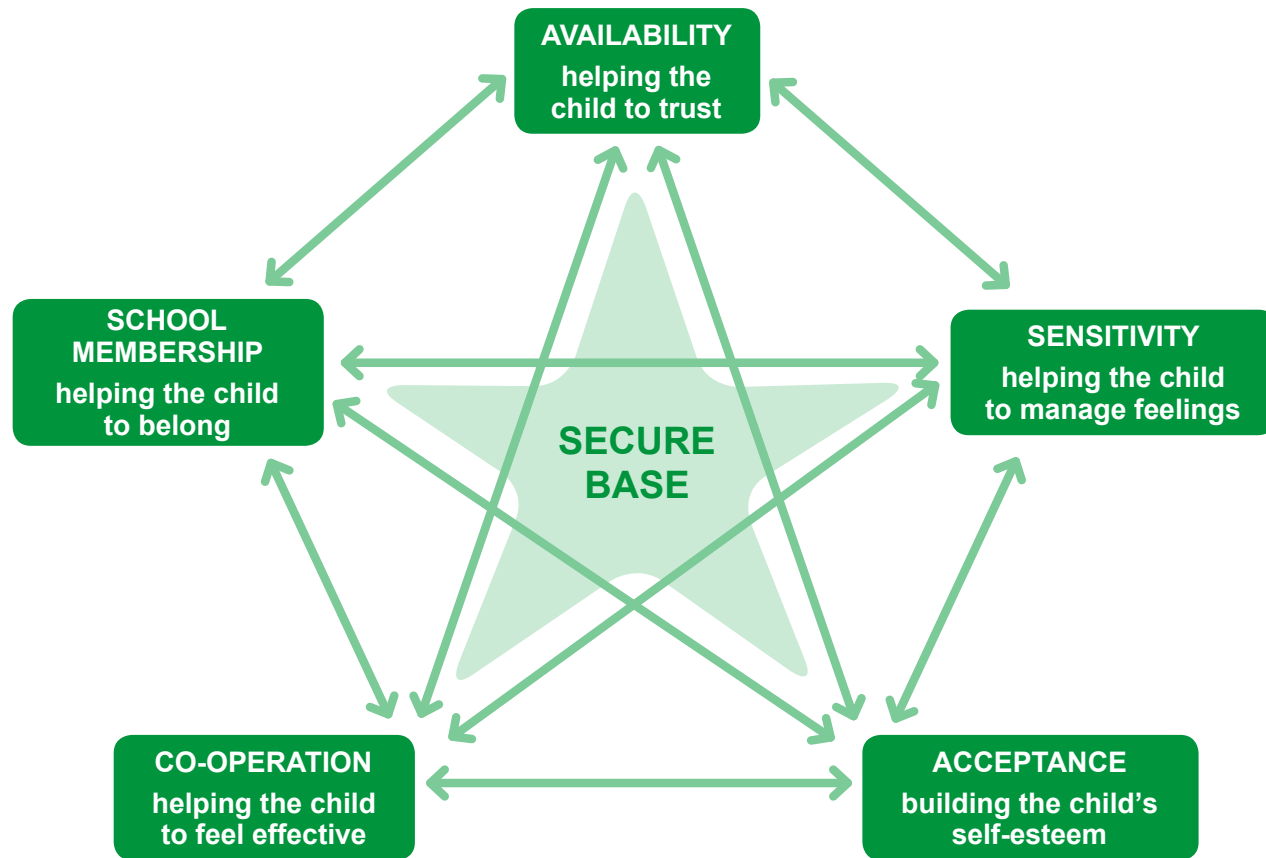 AVAILABILITY
helping the
child to trust
SCHOOL
MEMBERSHIP
helping the child
to belong
SENSITIVITY
helping the child
to manage feelings
SECURE
BASE
CO-OPERATION
helping the child
to feel effective
ACCEPTANCE
building the child’s
self-esteem